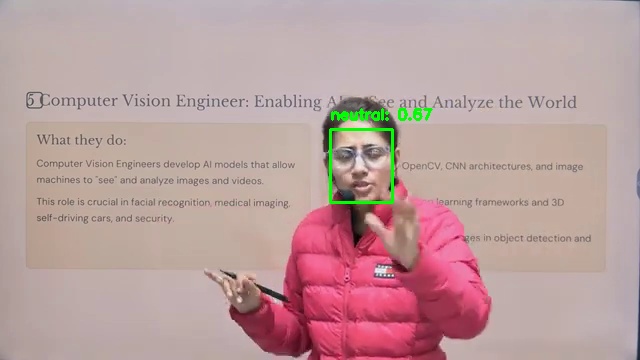 5 Computer Vision Engineer: Enabling AI See and Analyze the World
neutral: 0.67
What they do:
Computer Vision Engineers develop AI models that allow
machines to "see" and analyze images and videos.
This role is crucial in facial recognition, medical imaging,
self-driving cars, and security.
OpenCV, CNN architectures, and image
learning frameworks and 3D
in object detection and